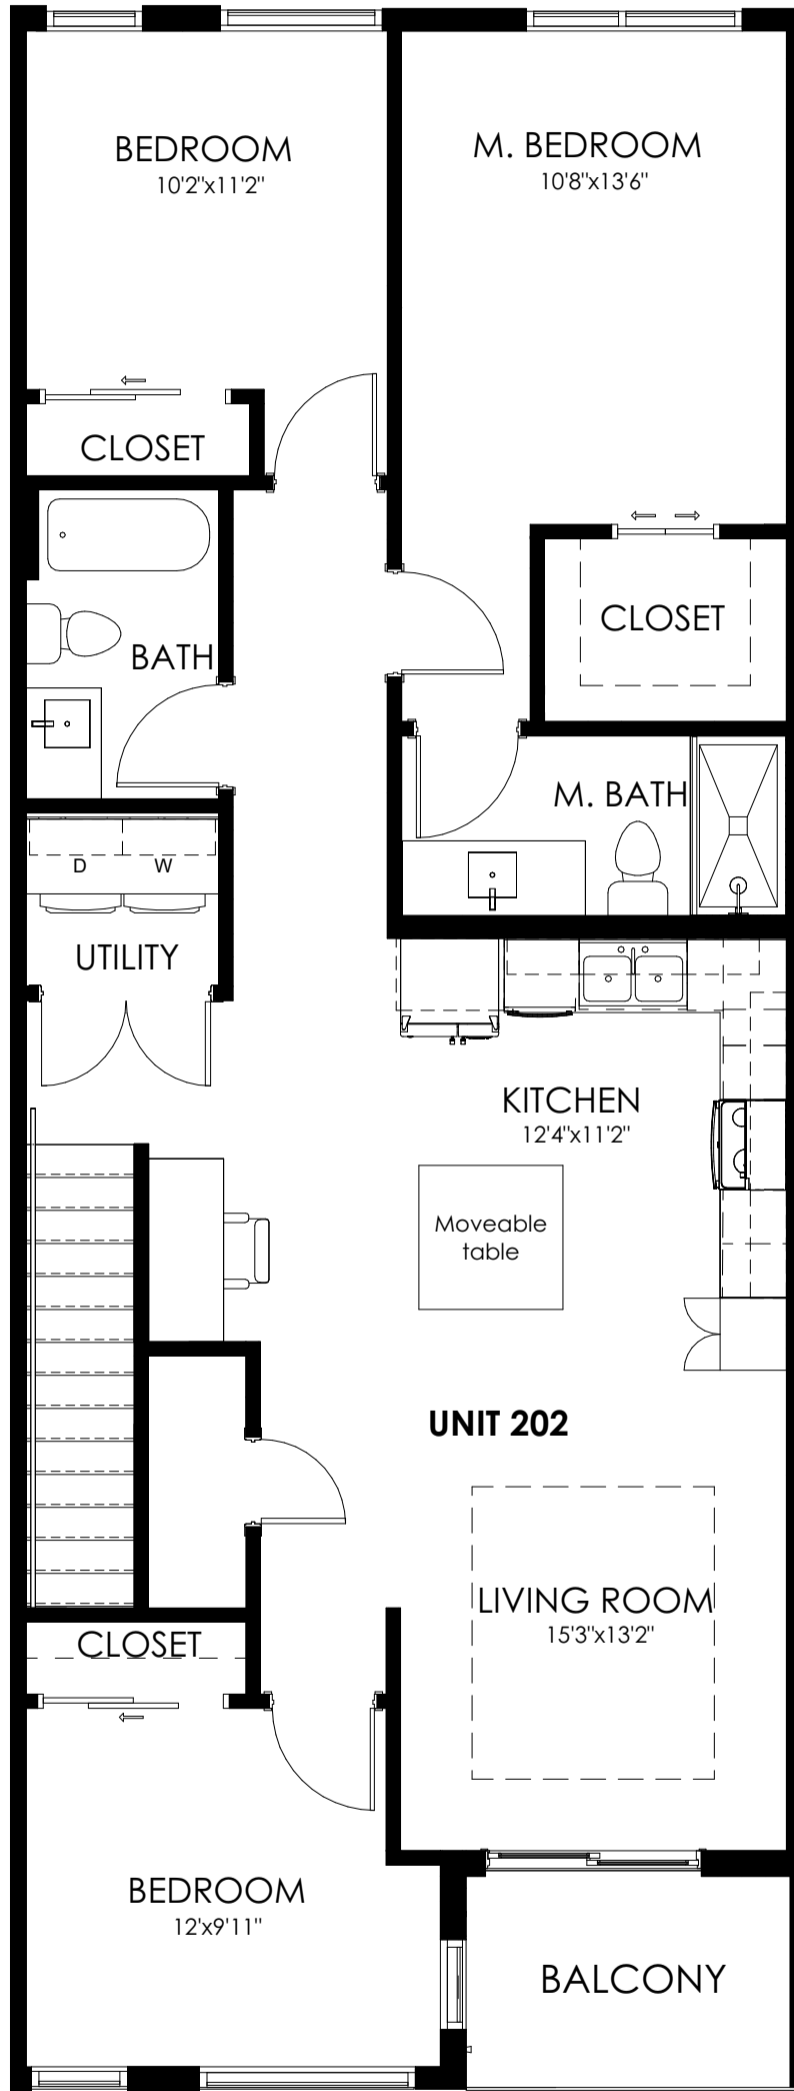 BEDROOM
10'2"x11'2"
M. BEDROOM
10'8"x13'6"
CLOSET
CLOSET
BATH
M. BATH
D
W
UTILITY
KITCHEN
12'4"x11'2"
Moveable
table
UNIT 202
LIVING ROOM
15'3"x13'2"
CLOSET
BEDROOM
12'x9'11"
BALCONY